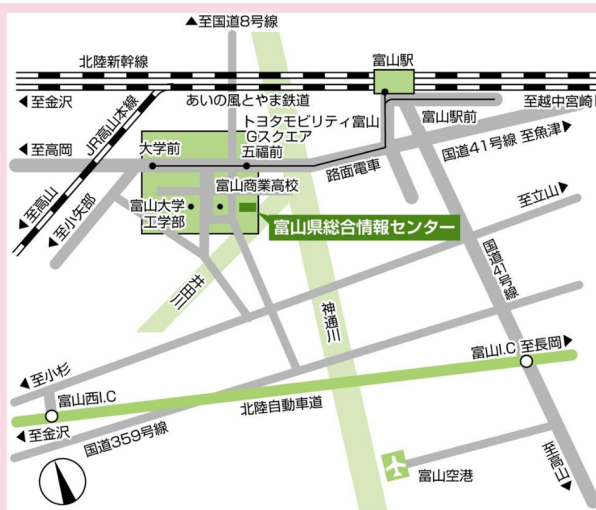 ▲至国道8号線
北陸新幹線
富山駅
◀至金沢
あいの風とやま鉄道
至越中宮崎
JR高山本線
トヨタモビリティ富山
Gスクエア
富山駅前
◀至高岡
大学前
五福前
路面電車
国道41号線 至魚津▶
◀至高山
◀至小矢部
富山大学
工学部
富山商業高校
富山県総合情報センター
至立山▶
国道41号線
井田川
神通川
◀至小杉
富山西I.C
富山I.C
至長岡▶
北陸自動車道
◀至金沢
国道359号線
富山空港
至高山▶